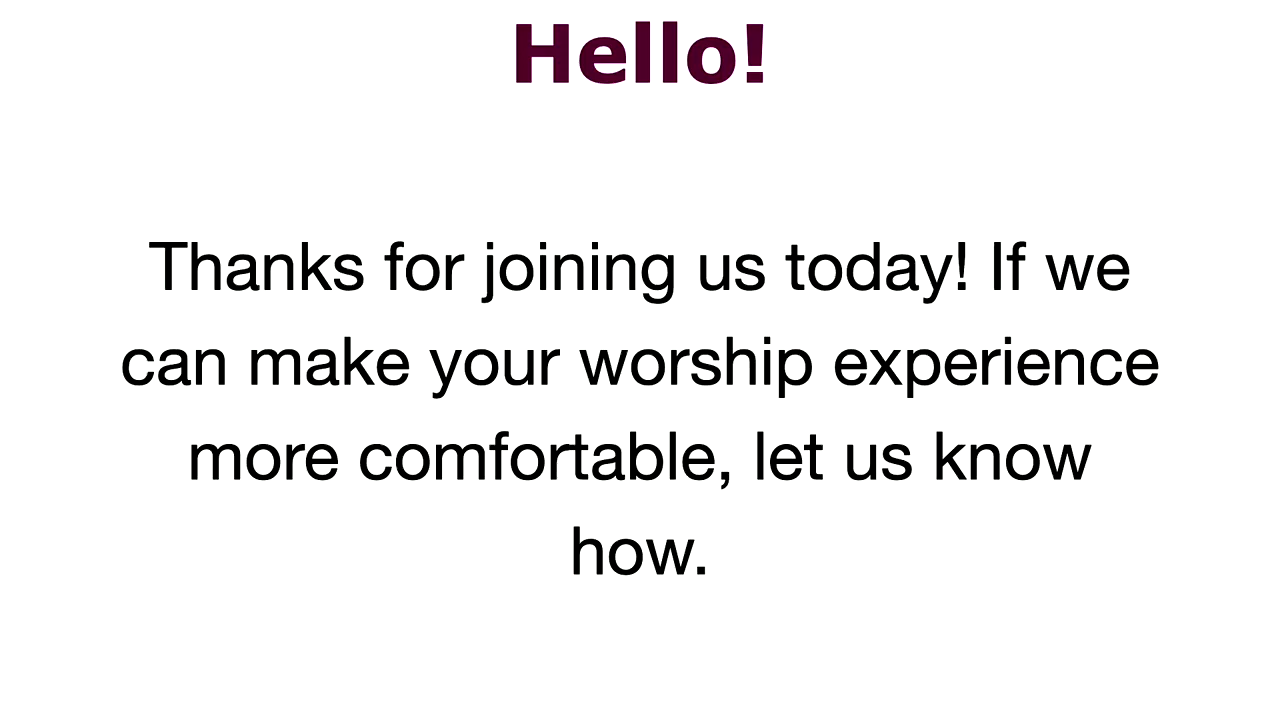 Hello!
Thanks for joining us today! If we
can make your worship experience
more comfortable, let us know
how.